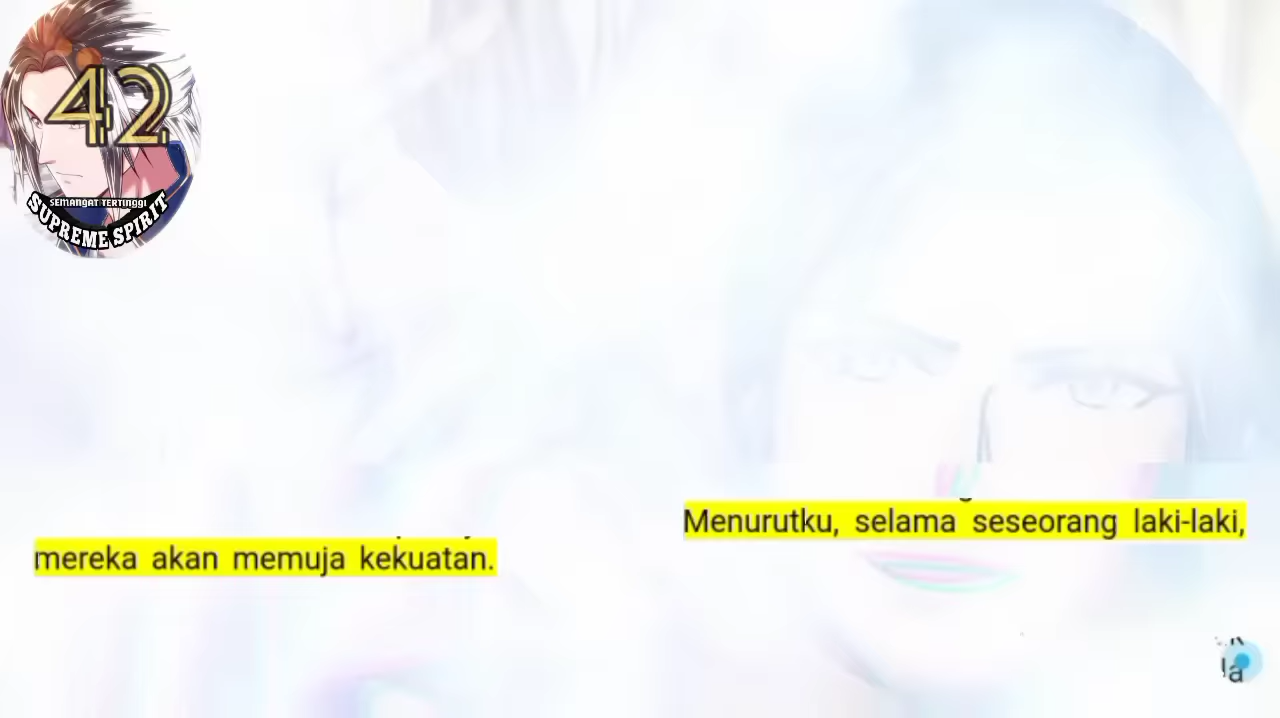 42
SEMANGAT TERTINGGI
SUPREME SPIRIT
Menurutku, selama seseorang laki-laki,
mereka akan memuja kekuatan.